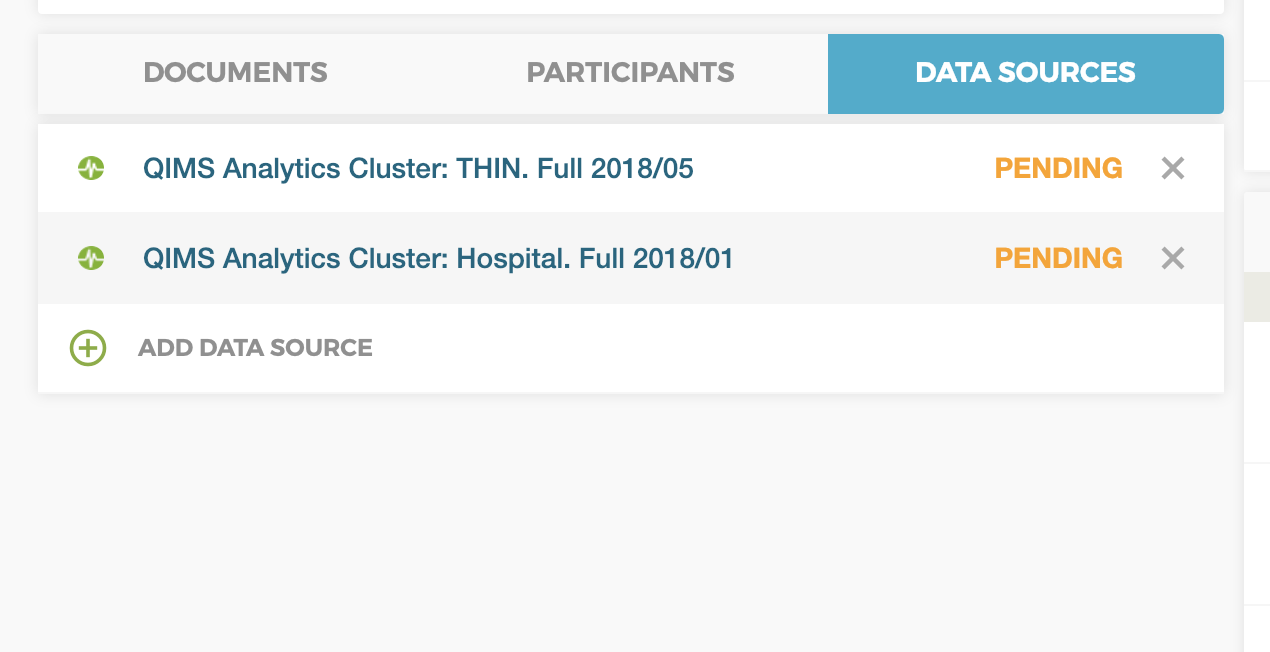 DOCUMENTS PARTICIPANTS DATA SOURCES
QIMS Analytics Cluster: THIN. Full 2018/05 PENDING
QIMS Analytics Cluster: Hospital. Full 2018/01 PENDING
ADD DATA SOURCE